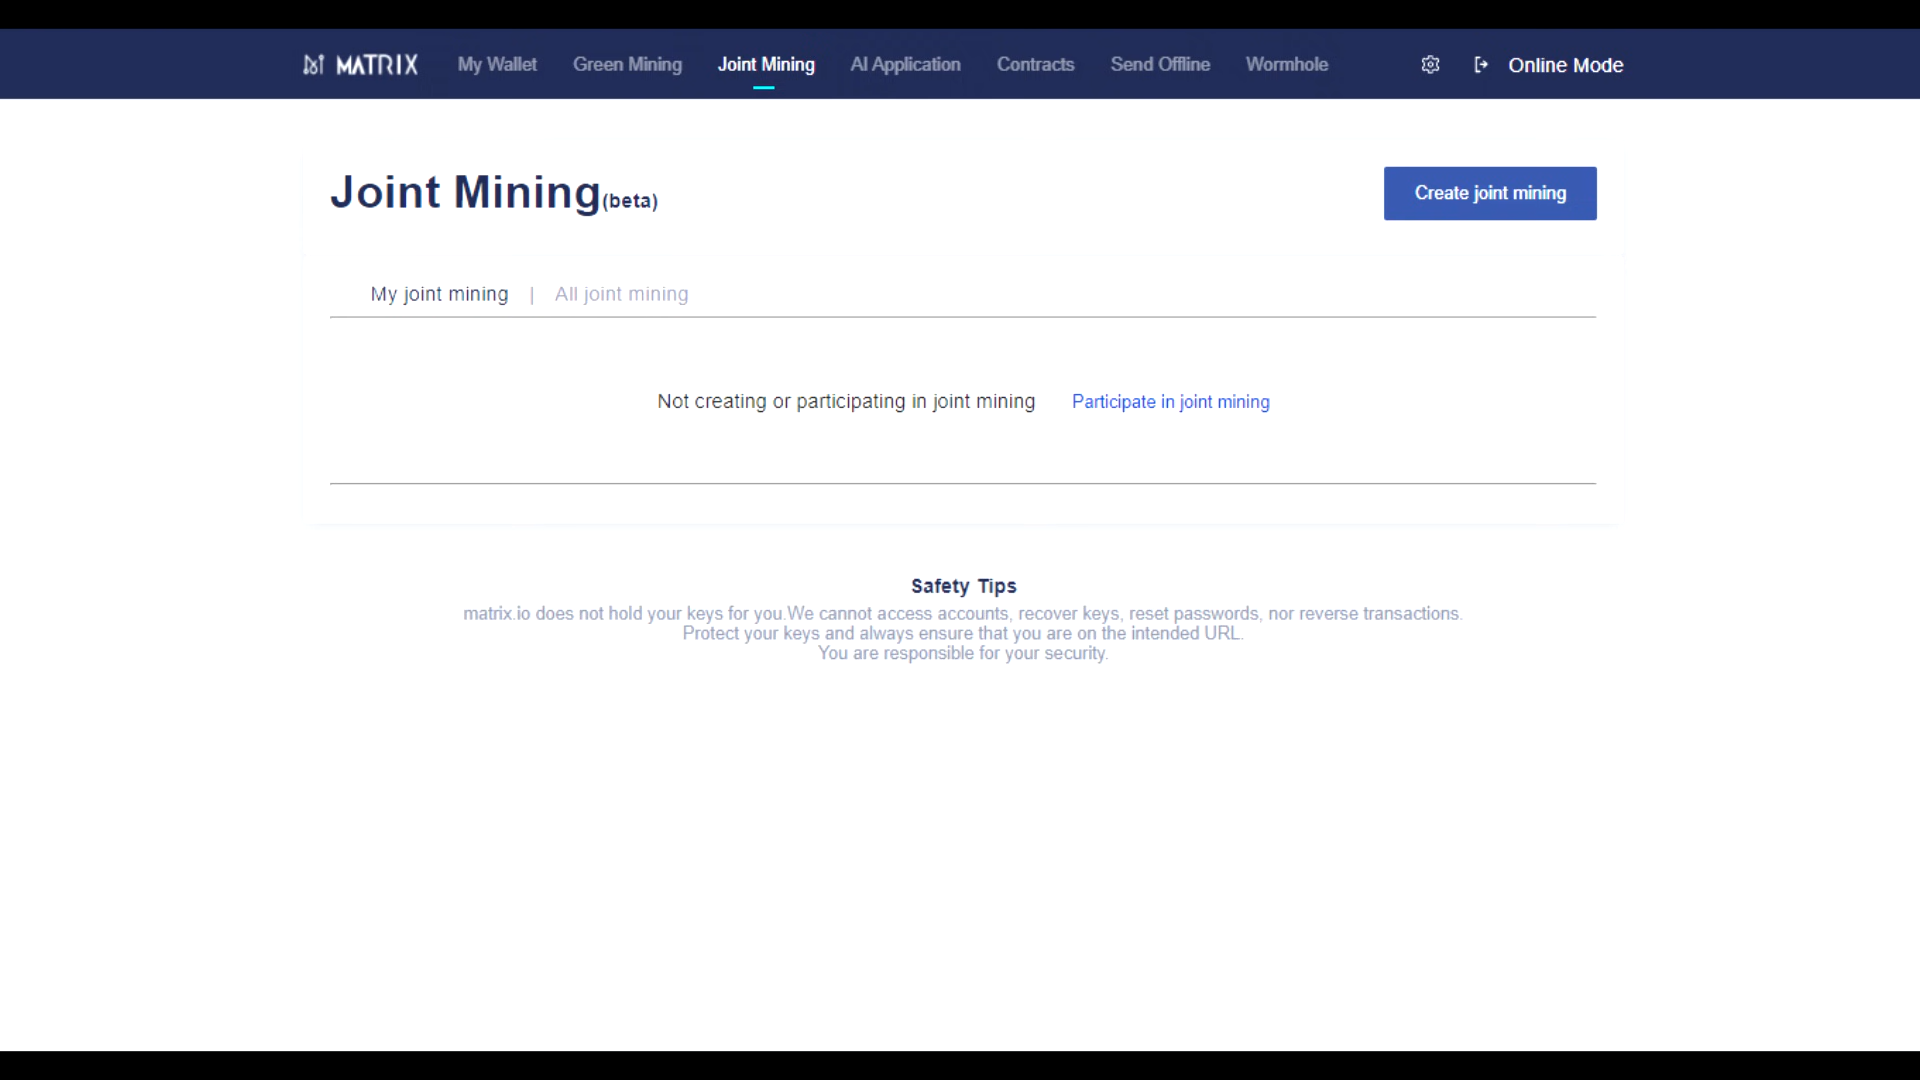 MATRIX My Wallet Green Mining Joint Mining AI Application Contracts Send Offline Wormhole Online Mode
Joint Mining(beta) Create joint mining
My joint mining | All joint mining
Not creating or participating in joint mining Participate in joint mining
Safety Tips
matrix.io does not hold your keys for you.We cannot access accounts, recover keys, reset passwords, nor reverse transactions.
Protect your keys and always ensure that you are on the intended URL.
You are responsible for your security.